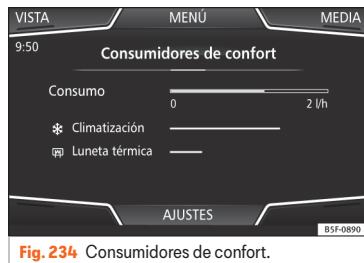 VISTA MENÚ MEDIA
9:50
Consumidores de confort
Consumo
0 2 l/h
Climatización
Luneta térmica
AJUSTES
B5F-0890
Fig. 234 Consumidores de confort.